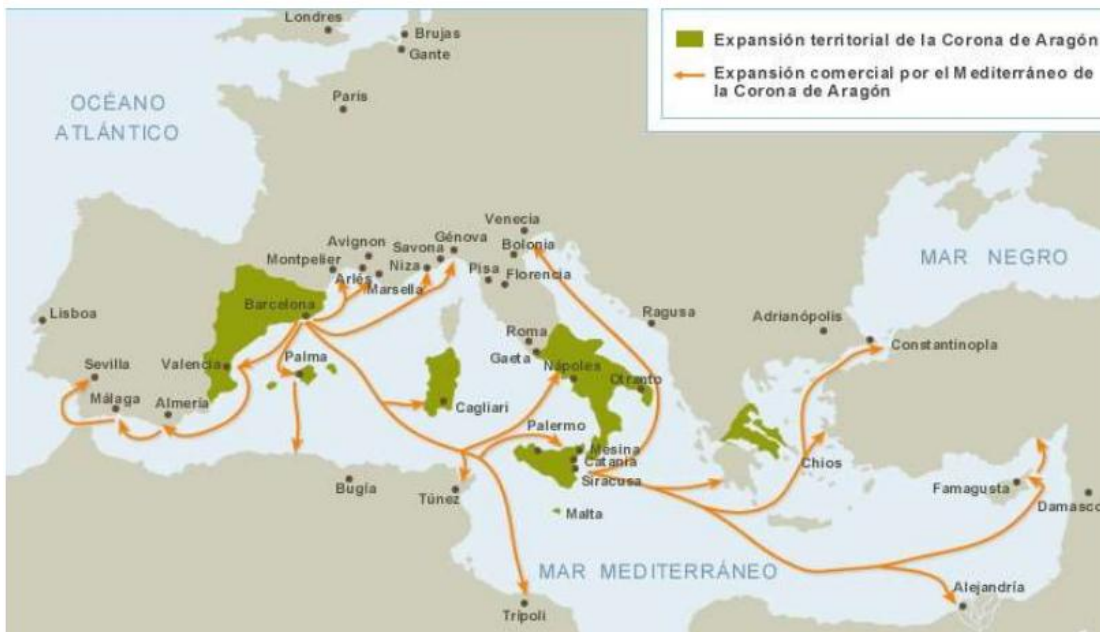 Londres
Brujas
Gante
Expansión territorial de la Corona de Aragón
Expansión comercial por el Mediterráneo de
la Corona de Aragón
París
OCÉANO
ATLÁNTICO
Venecia
Génova
Bolonia
Avignon
Savona
Montpelier
Niza
Arlés
Marsella
Pisa
Florencia
MAR NEGRO
Lisboa
Barcelona
Ragusa
Adrianópolis
Constantinopla
Roma
Gaeta
Sevilla
Valencia
Palma
Nápoles
Otranto
Málaga
Almería
Cagliari
Palermo
Mesina
Catania
Siracusa
Chios
Bugía
Túnez
Malta
Famagusta
Damasco
MAR MEDITERRÁNEO
Alejandría
Trípoli